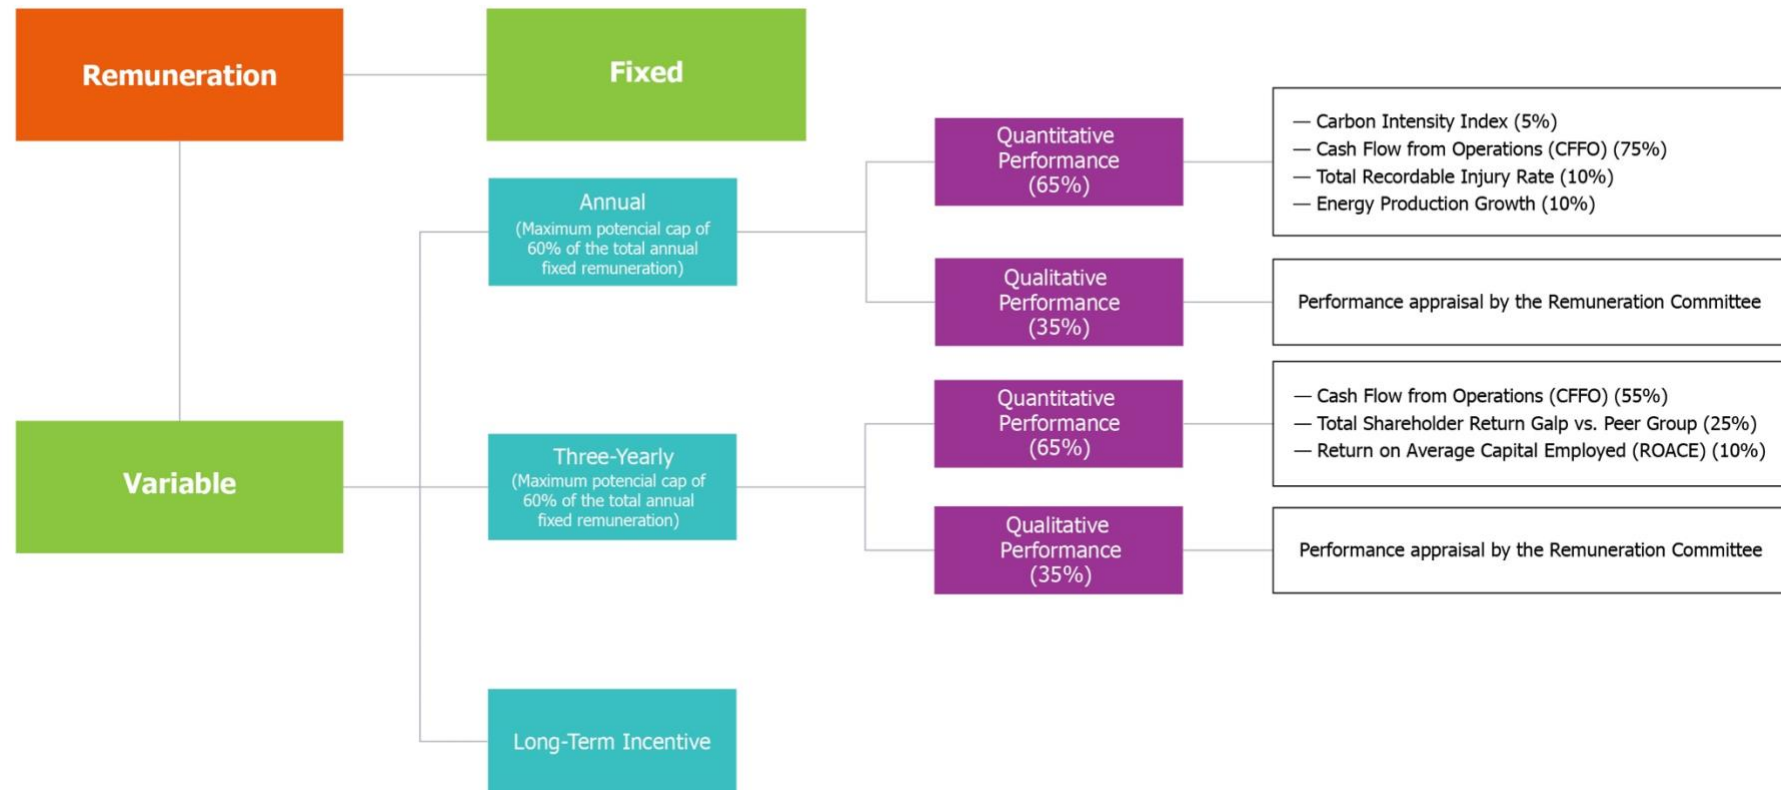 Remuneration
Fixed
Quantitative
Performance
(65%)
— Carbon Intensity Index (5%)
— Cash Flow from Operations (CFFO) (75%)
— Total Recordable Injury Rate (10%)
— Energy Production Growth (10%)
Annual
(Maximum potencial cap of
60% of the total annual
fixed remuneration)
Qualitative
Performance
(35%)
Performance appraisal by the Remuneration Committee
Variable
Three-Yearly
(Maximum potencial cap of
60% of the total annual
fixed remuneration)
Quantitative
Performance
(65%)
— Cash Flow from Operations (CFFO) (55%)
— Total Shareholder Return Galp vs. Peer Group (25%)
— Return on Average Capital Employed (ROACE) (10%)
Qualitative
Performance
(35%)
Performance appraisal by the Remuneration Committee
Long-Term Incentive